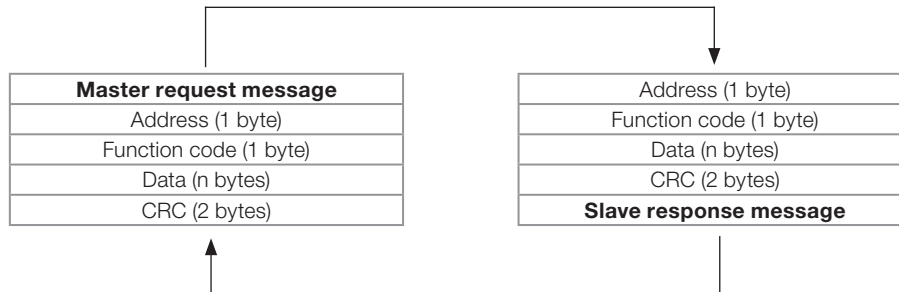 Master request message
Address (1 byte)
Function code (1 byte)
Data (n bytes)
CRC (2 bytes)
Address (1 byte)
Function code (1 byte)
Data (n bytes)
CRC (2 bytes)
Slave response message